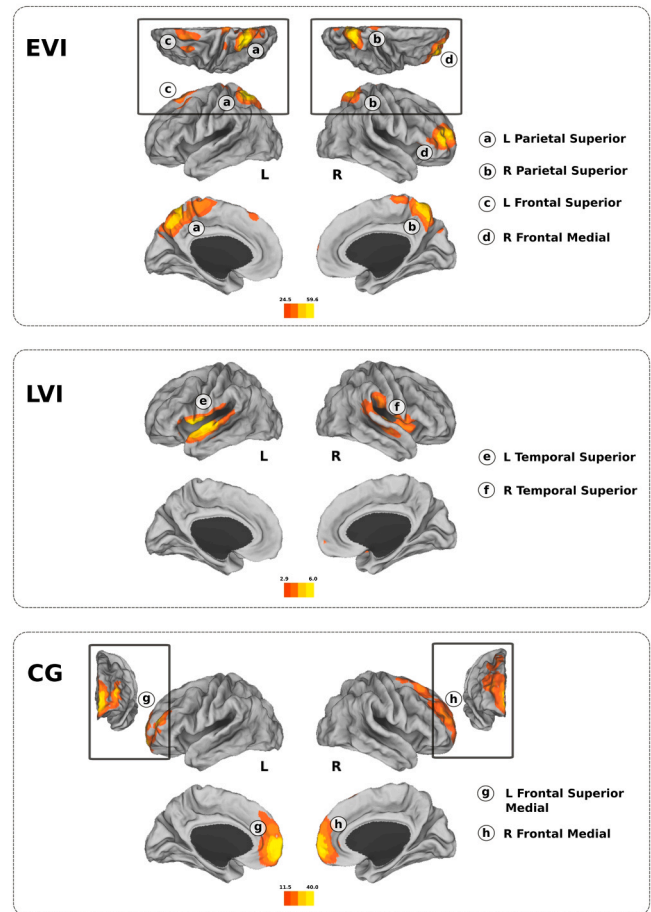 EVI
c
a
b
d
c
a
b
d
L
R
a
b
a L Parietal Superior
b R Parietal Superior
c L Frontal Superior
d R Frontal Medial
24.5 59.6
LVI
e
f
L
R
e L Temporal Superior
f R Temporal Superior
2.9 6.0
CG
g
h
L
R
g
h
g L Frontal Superior
Medial
h R Frontal Medial
11.5 40.0